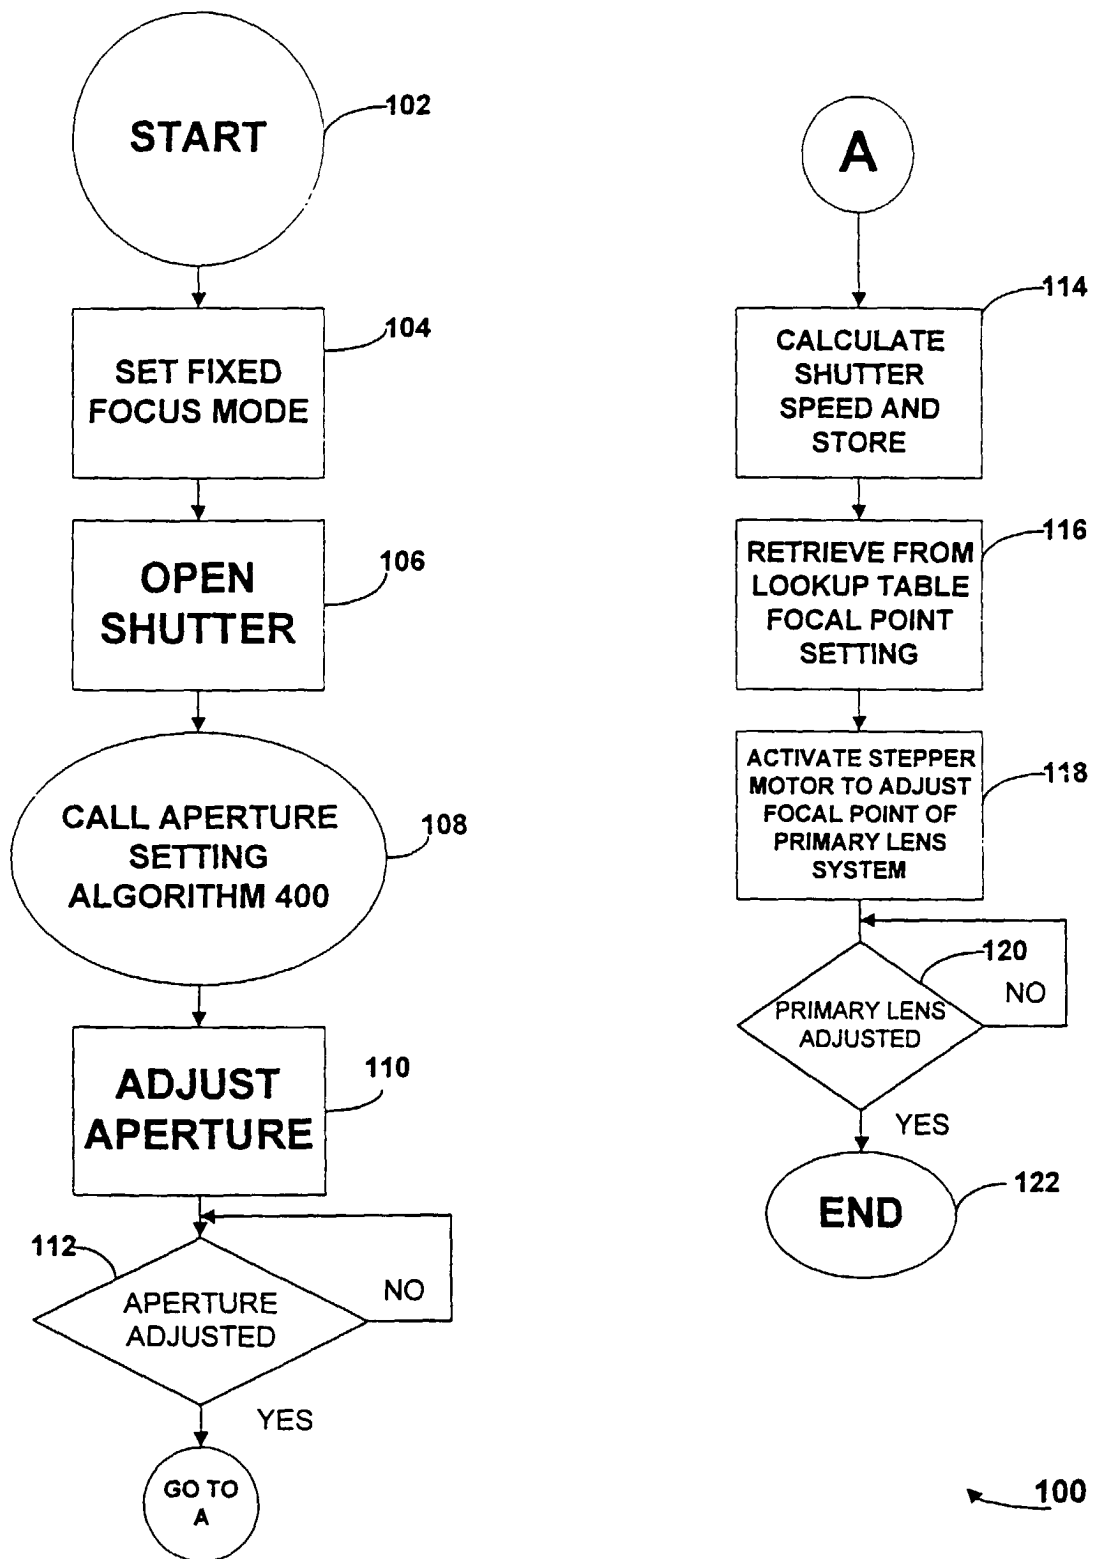 START
102
SET FIXED
FOCUS MODE
104
OPEN
SHUTTER
106
CALL APERTURE
SETTING
ALGORITHM 400
108
ADJUST
APERTURE
110
112
APERTURE
ADJUSTED
NO
YES
GO TO
A
A
CALCULATE
SHUTTER
SPEED AND
STORE
114
RETRIEVE FROM
LOOKUP TABLE
FOCAL POINT
SETTING
116
ACTIVATE STEPPER
MOTOR TO ADJUST
FOCAL POINT OF
PRIMARY LENS
SYSTEM
118
120
PRIMARY LENS
ADJUSTED
NO
YES
END
122
100